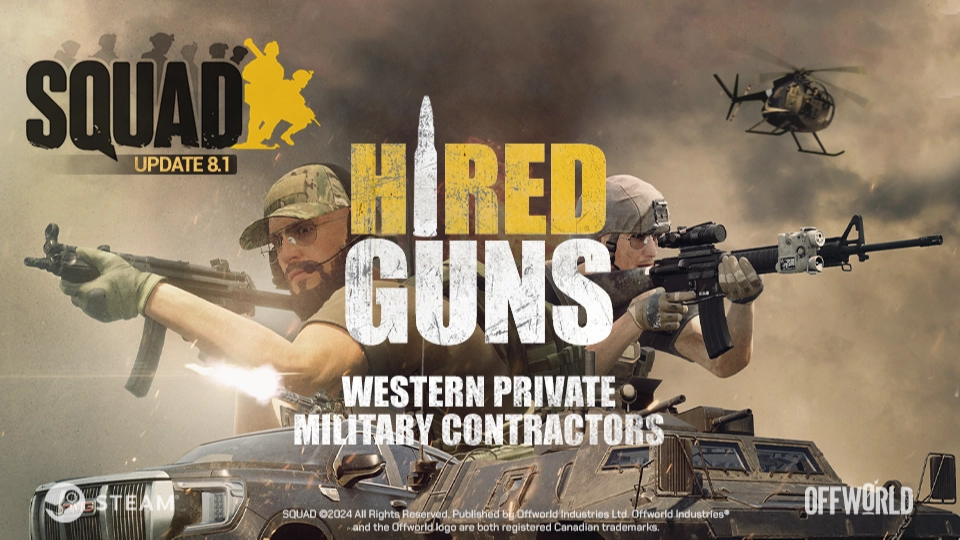 SQUAD
UPDATE 8.1
HIRED
GUNS
WESTERN PRIVATE
MILITARY CONTRACTORS
STEAM
OFFWORLD
SQUAD ©2024 All Rights Reserved. Published by Offworld Industries Ltd. Offworld Industries®
and the Offworld logo are both registered Canadian trademarks.